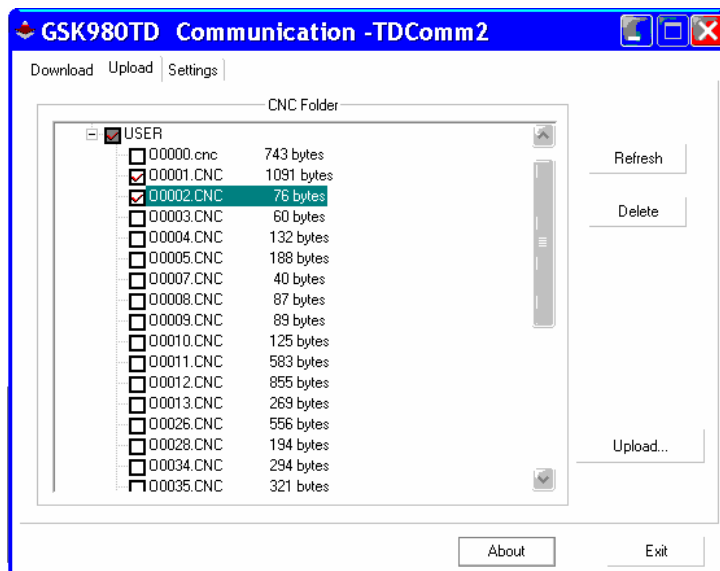 GSK980TD Communication -TDComm2
Download Upload Settings
CNC Folder
USER
O0000.cnc 743 bytes
O0001.CNC 1091 bytes
O0002.CNC 76 bytes
O0003.CNC 60 bytes
O0004.CNC 132 bytes
O0005.CNC 188 bytes
O0007.CNC 40 bytes
O0008.CNC 87 bytes
O0009.CNC 89 bytes
O0010.CNC 125 bytes
O0011.CNC 583 bytes
O0012.CNC 855 bytes
O0013.CNC 269 bytes
O0026.CNC 556 bytes
O0028.CNC 194 bytes
O0034.CNC 294 bytes
O0035.CNC 321 bytes
Refresh
Delete
Upload...
About Exit